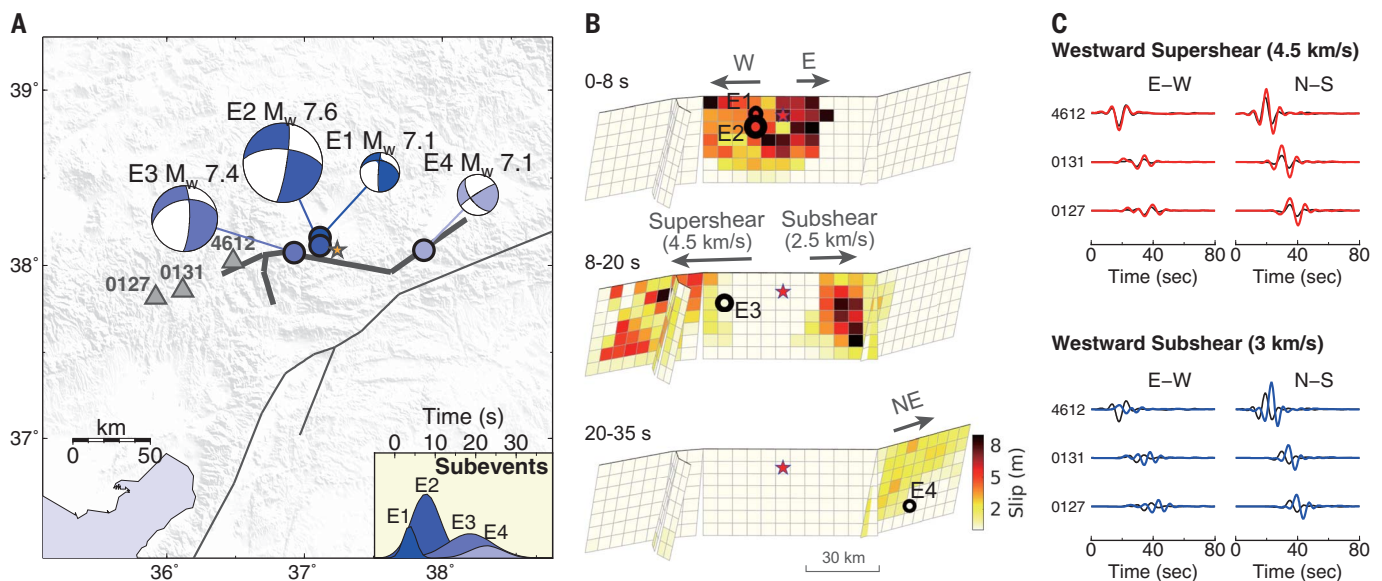 A
39°
38°
37°
36°
37°
38°
E2 Mw 7.6
E1 Mw 7.1
E4 Mw 7.1
E3 Mw 7.4
4612
0131
0127
km
0 50
Time (s)
0 10 20 30
Subevents
E2
E1
E3
E4
B
W E
0-8 s
E1
E2
Supershear
(4.5 km/s)
Subshear
(2.5 km/s)
8-20 s
E3
20-35 s
NE
E4
8
5
2
Slip (m)
30 km
C
Westward Supershear (4.5 km/s)
E–W N–S
4612
0131
0127
0 40 80 0 40 80
Time (sec) Time (sec)
Westward Subshear (3 km/s)
E–W N–S
4612
0131
0127
0 40 80 0 40 80
Time (sec) Time (sec)